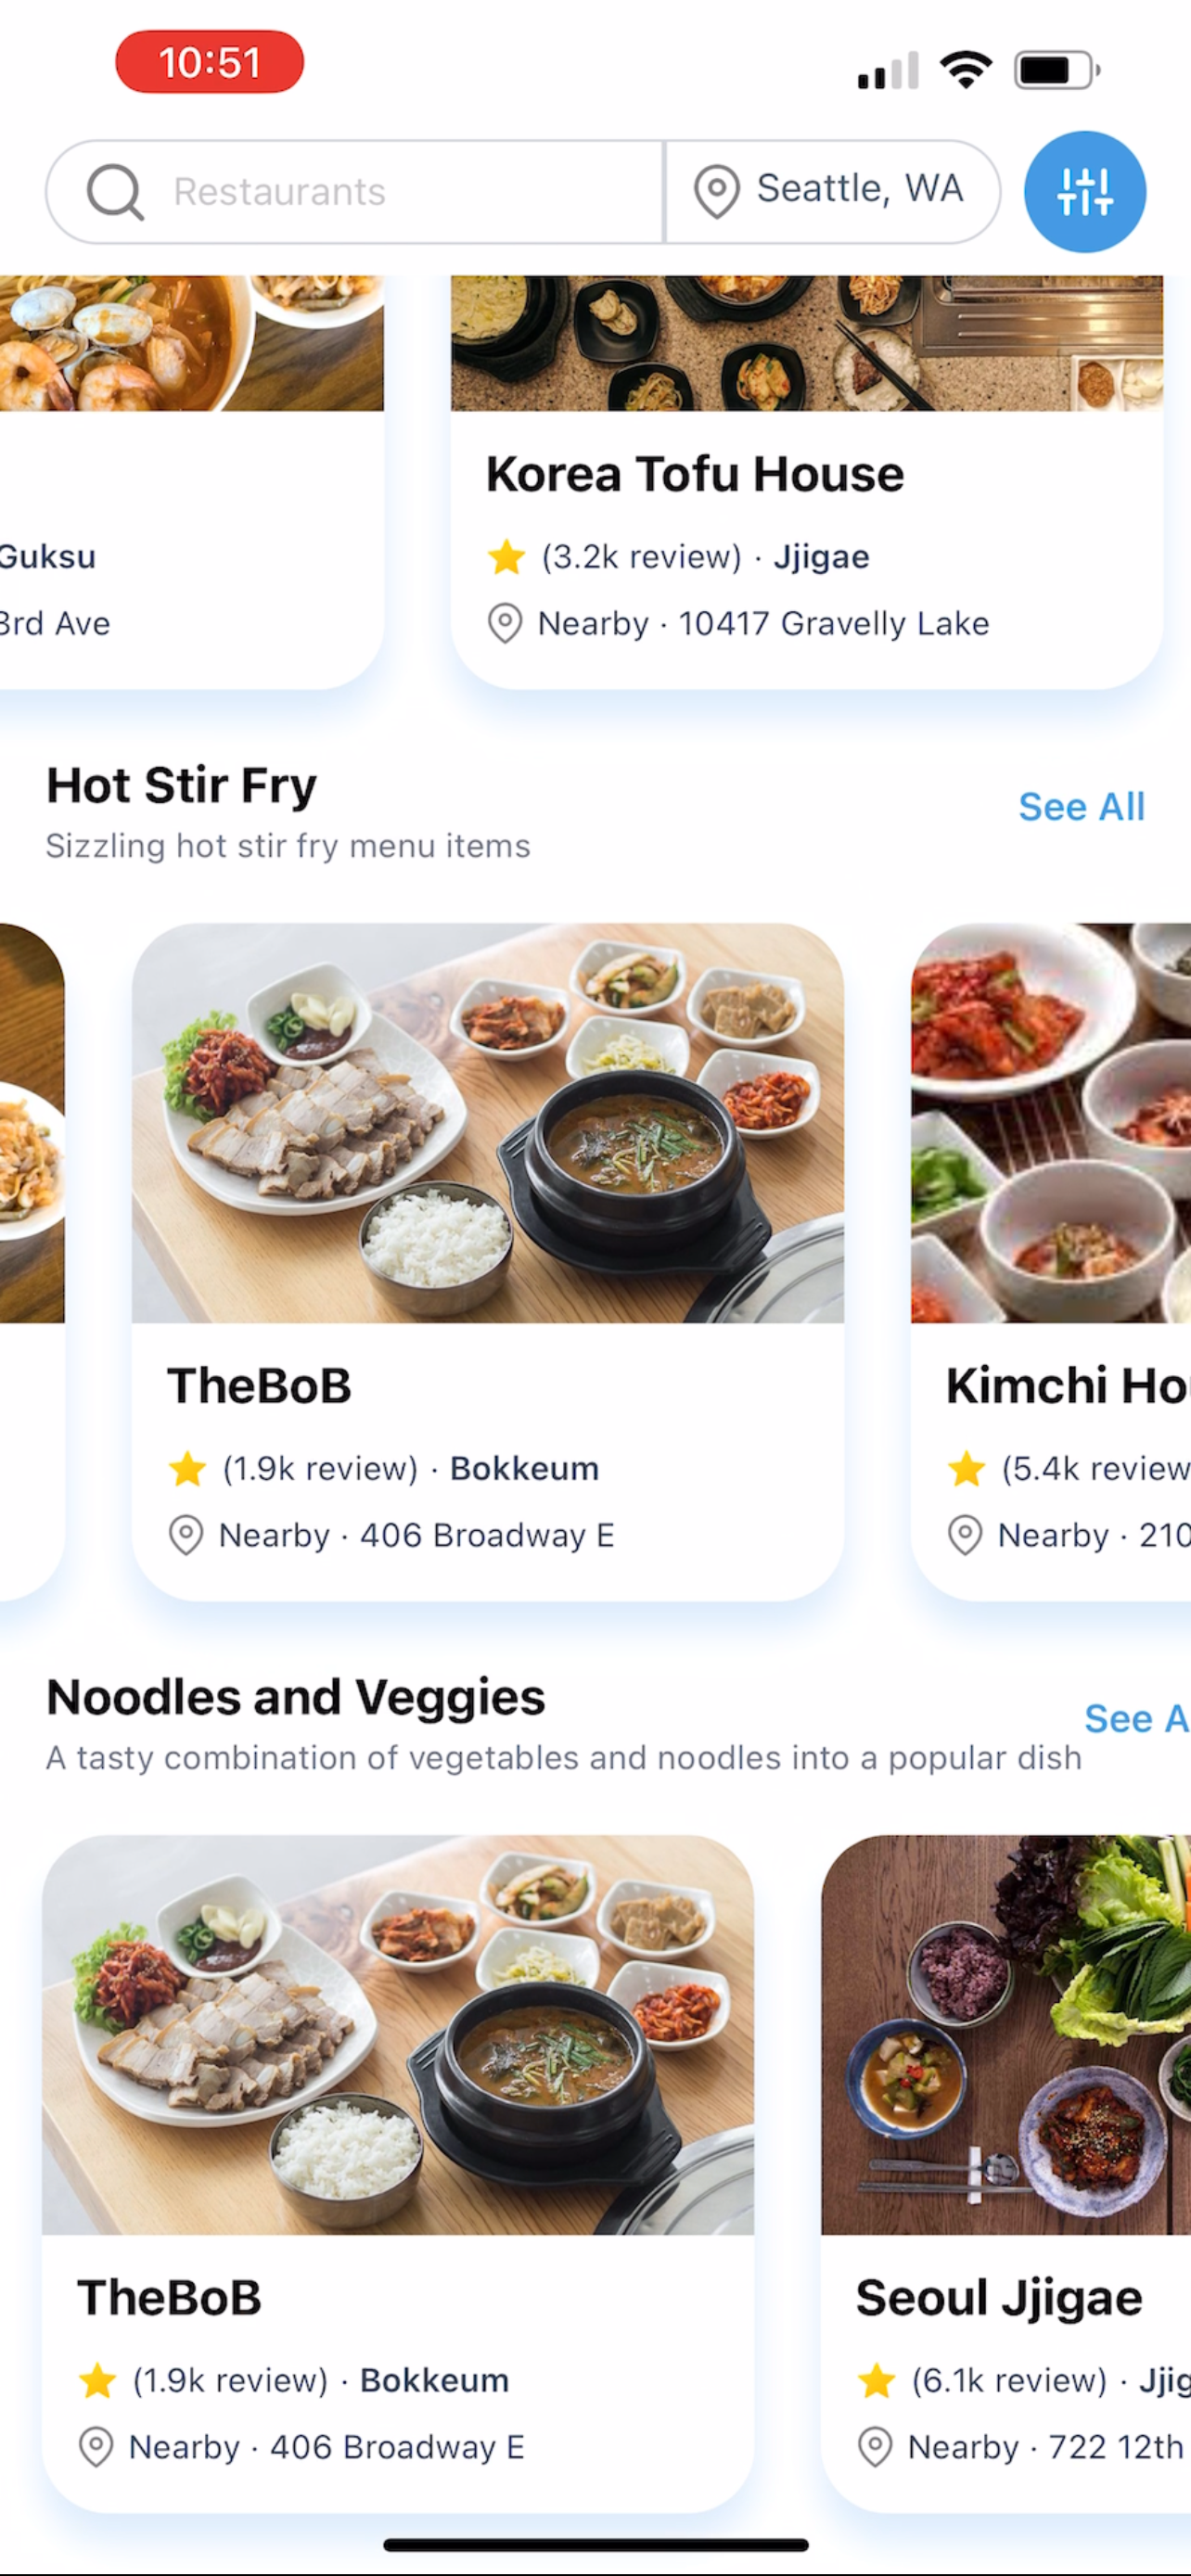 10:51
Restaurants
Seattle, WA
Guksu
3rd Ave
Korea Tofu House
(3.2k review) · Jjigae
Nearby · 10417 Gravelly Lake
Hot Stir Fry
See All
Sizzling hot stir fry menu items
TheBoB
(1.9k review) · Bokkeum
Nearby · 406 Broadway E
Kimchi
(5.4k review
Nearby · 210
Noodles and Veggies
See
A tasty combination of vegetables and noodles into a popular dish
TheBoB
(1.9k review) · Bokkeum
Nearby · 406 Broadway E
Seoul Jjigae
(6.1k review) ·
Nearby · 722 12th